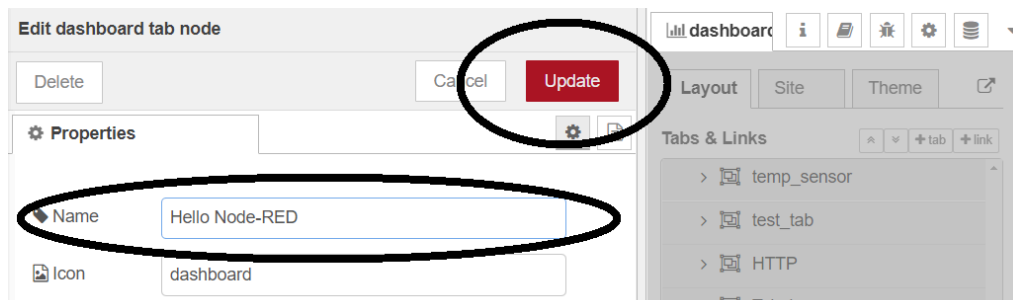 Edit dashboard tab node
Delete
Cancel
Update
Properties
Name
Hello Node-RED
Icon
dashboard
dashboard
Layout
Site
Theme
Tabs & Links
+tab
+link
temp_sensor
test_tab
HTTP